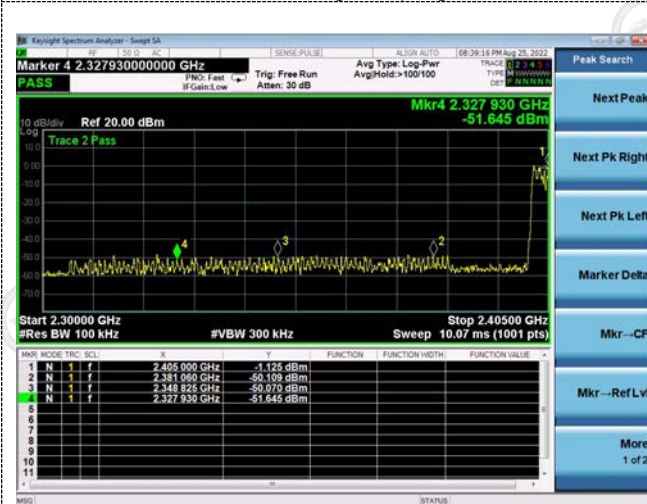 Keysight Spectrum Analyzer - Swept SA
RF 50 Ω AC SENSE:PULSE ALIGN AUTO 08:39:16 PM Aug 25, 2022
Marker 4 2.327930000000 GHz
PNO: Fast Trig: Free Run Avg Type: Log-Pwr TRACE 1 2 3 4 5
PASS IFGain:Low Atten: 30 dB Avg|Hold:>100/100 TYPE
DET P N N N N N
Mkr4 2.327 930 GHz
10 dB/div Ref 20.00 dBm -51.645 dBm
Log
Trace 2 Pass
10.0
0.00
-10.0
-20.0
-30.0
-40.0
-50.0
-60.0
-70.0
1
4
3
2
Start 2.30000 GHz Stop 2.40500 GHz
#Res BW 100 kHz #VBW 300 kHz Sweep 10.07 ms (1001 pts)
MKR MODE TRC SCL X Y FUNCTION FUNCTION WIDTH FUNCTION VALUE
1 N 1 f 2.405 000 GHz -1.125 dBm
2 N 1 f 2.381 060 GHz -50.109 dBm
3 N 1 f 2.348 825 GHz -50.070 dBm
4 N 1 f 2.327 930 GHz -51.645 dBm
5
6
7
8
9
10
11
MSG STATUS
Peak Search
Next Peak
Next Pk Right
Next Pk Left
Marker Delta
Mkr→CF
Mkr→Ref Lvl
More
1 of 2